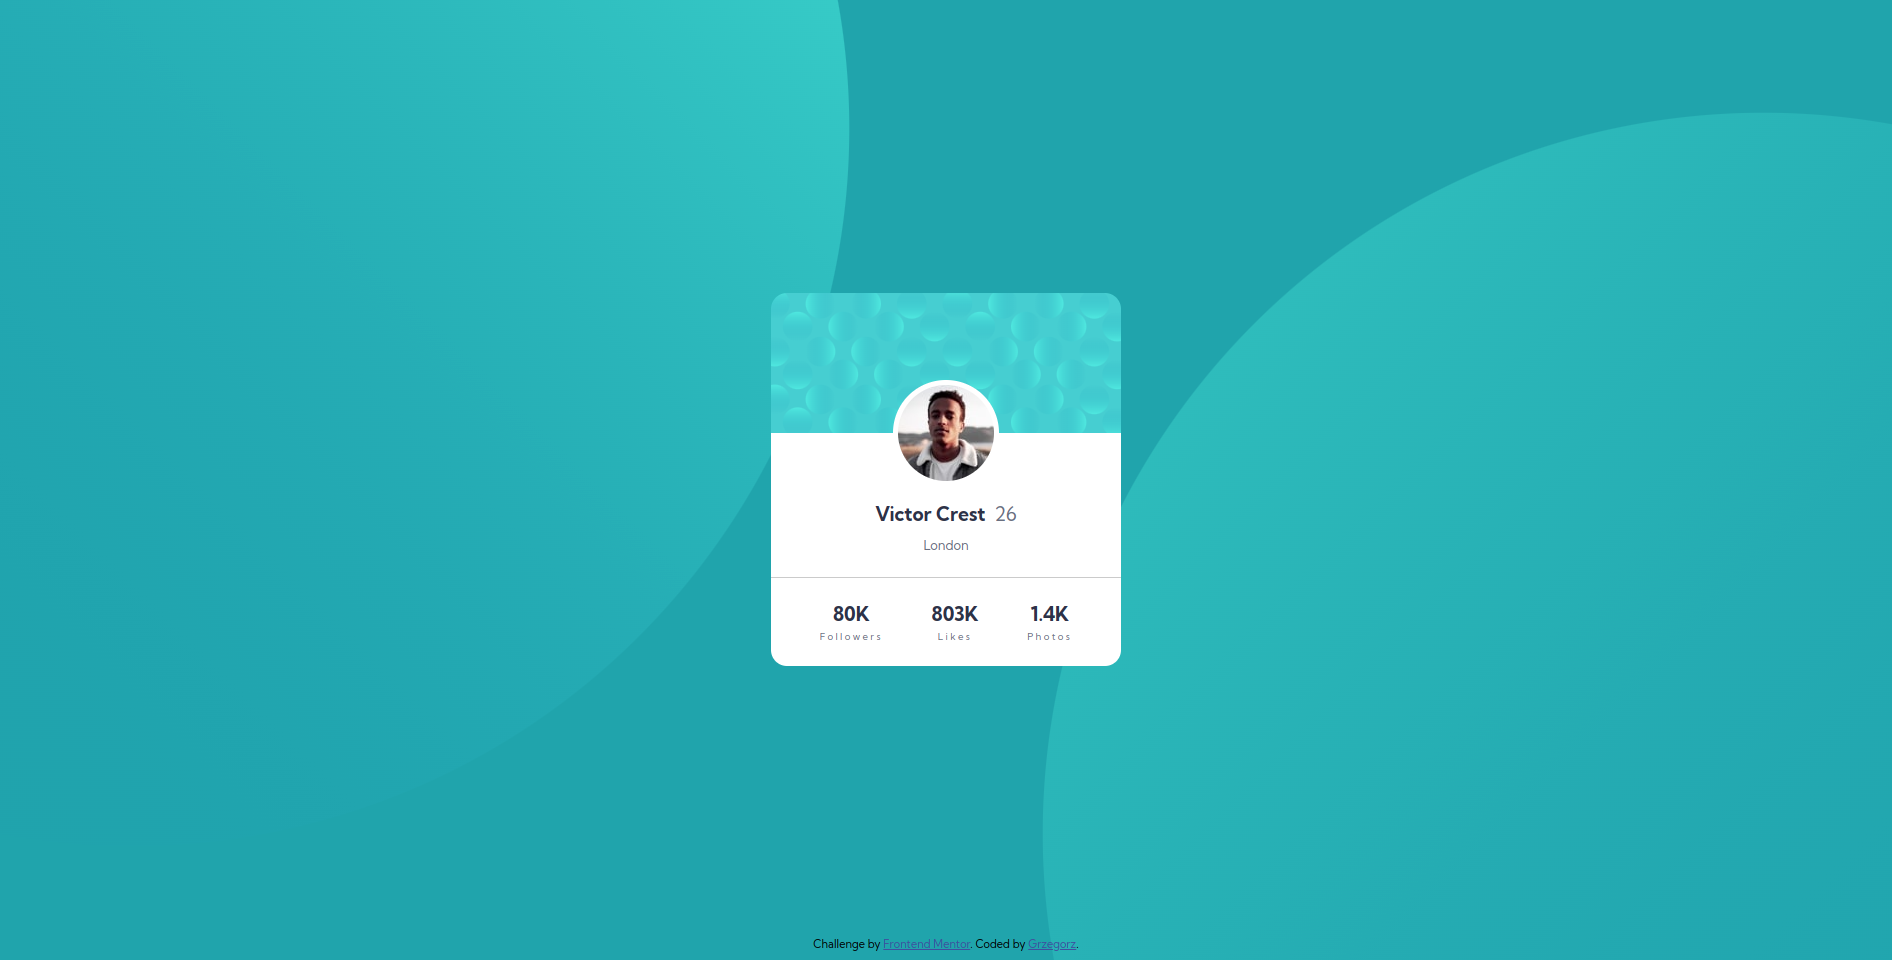 Victor Crest 26
London
80K 803K 1.4K
Followers Likes Photos
Challenge by Frontend Mentor. Coded by Grzegorz.